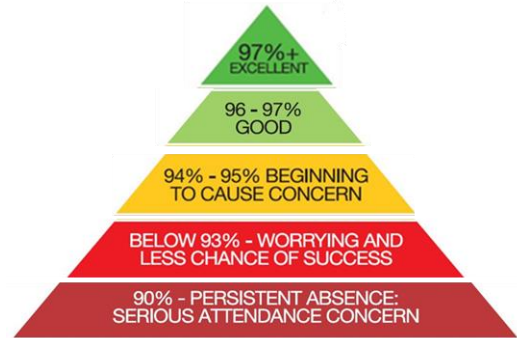 97%+
EXCELLENT
96 - 97%
GOOD
94% - 95% BEGINNING
TO CAUSE CONCERN
BELOW 93% - WORRYING AND
LESS CHANCE OF SUCCESS
90% - PERSISTENT ABSENCE:
SERIOUS ATTENDANCE CONCERN